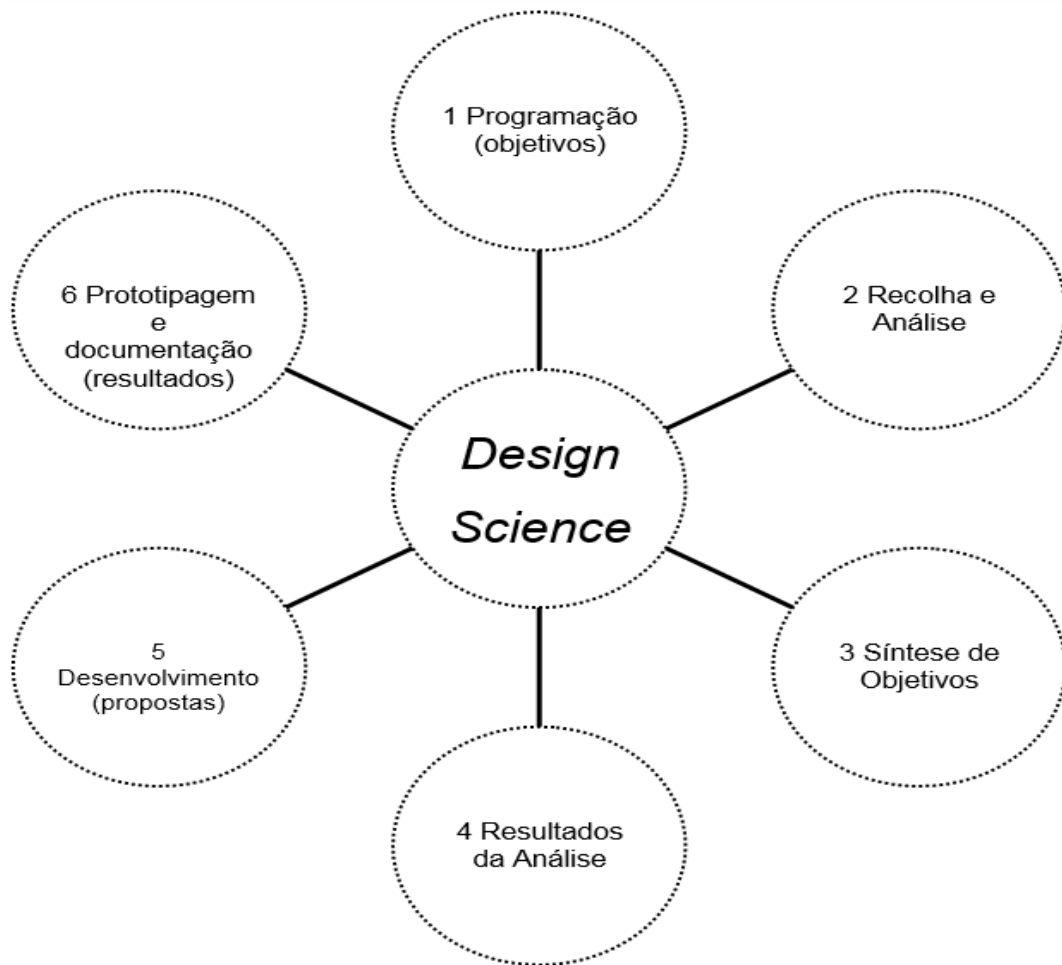 1 Programação
(objetivos)
2 Recolha e
Análise
3 Síntese de
Objetivos
4 Resultados
da Análise
5
Desenvolvimento
(propostas)
6 Prototipagem
e
documentação
(resultados)
Design
Science